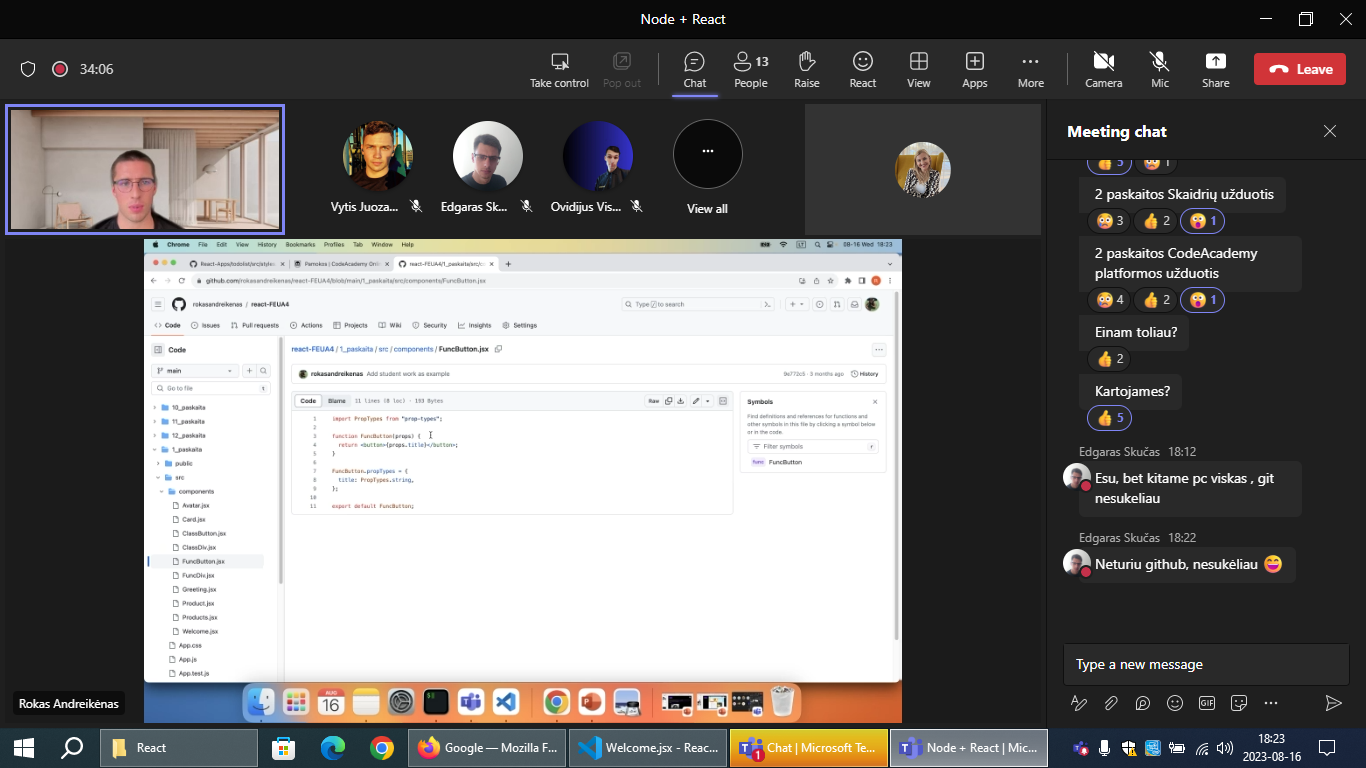 Node + React
34:06
Take control
Pop out
Chat
13
People
Raise
React
View
Apps
More
Camera
Mic
Share
Leave
Vytis Juoza...
Edgaras Sk...
Ovidijus Vis...
View all
Meeting chat
5
1
2 paskaitos Skaidrių užduotis
3
2
1
2 paskaitos CodeAcademy
platformos užduotis
4
2
1
Einam toliau?
2
Kartojames?
5
Edgaras Skučas 18:12
Esu, bet kitame pc viskas , git
nesukeliau
Edgaras Skučas 18:22
Neturiu github, nesukėliau
Type a new message
GIF
Chrome File Edit View History Bookmarks Profiles Tab Window Help
08-16 Wed 18:23
React-Apps/todolist/src/styles
Pamokos | CodeAcademy Onli
react-FEUA4/1_paskaita/src/co
github.com/rokasandreikenas/react-FEUA4/blob/main/1_paskaita/src/components/FuncButton.jsx
rokasandreikenas / react-FEUA4
Type / to search
Code Issues Pull requests Actions Projects Wiki Security Insights Settings
Code
main
Go to file
t
10_paskaita
11_paskaita
12_paskaita
1_paskaita
public
src
components
Avatar.jsx
Card.jsx
ClassButton.jsx
ClassDiv.jsx
FuncButton.jsx
FuncDiv.jsx
Greeting.jsx
Product.jsx
Products.jsx
Welcome.jsx
App.css
App.js
App.test.js
react-FEUA4 / 1_paskaita / src / components / FuncButton.jsx
rokasandreikenas Add student work as example
3 months ago
History
Code Blame 11 lines (8 loc) · 193 Bytes
Raw
1 import PropTypes from "prop-types";
2
3 function FuncButton(props) {
4 return <button>{props.title}</button>;
5 }
6
7 FuncButton.propTypes = {
8 title: PropTypes.string,
9 };
10
11 export default FuncButton;
Symbols
Find definitions and references for functions and
other symbols in this file by clicking a symbol below
or in the code.
Filter symbols
r
func FuncButton
AUG
16
Rokas Andreikėnas
React
Google — Mozilla F...
Welcome.jsx - Reac...
1
Chat | Microsoft Te...
Node + React | Mic...
18:23
2023-08-16